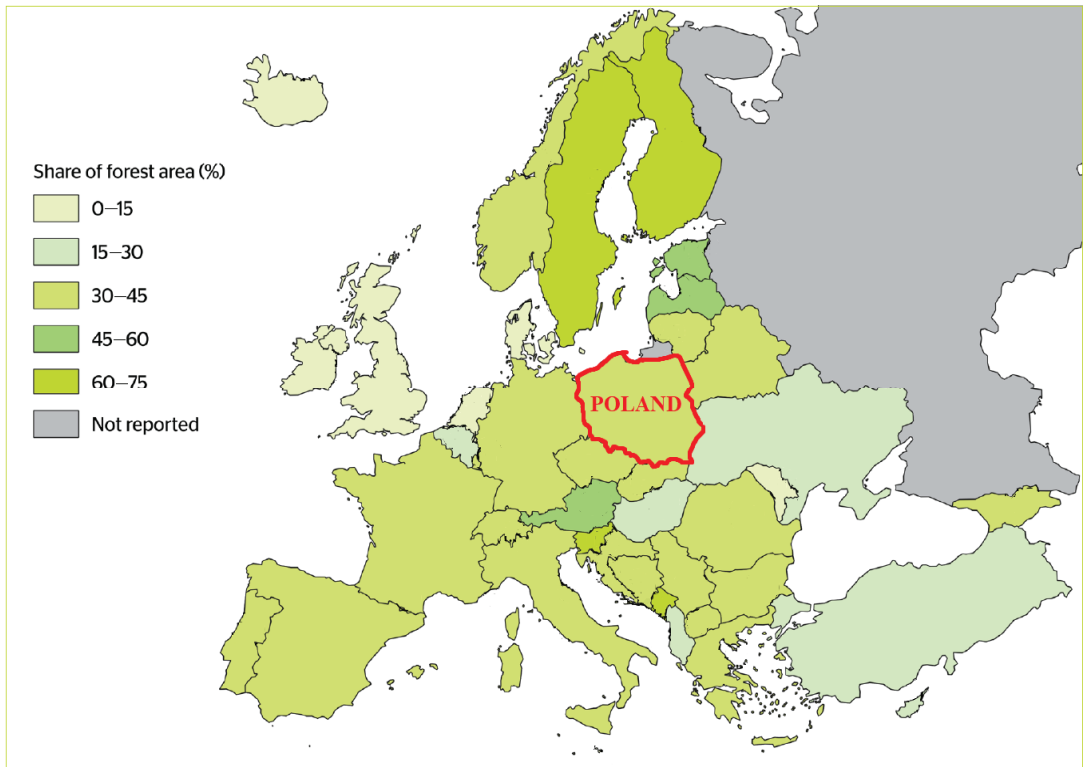 Share of forest area (%)
0–15
15–30
30–45
45–60
60–75
Not reported
POLAND